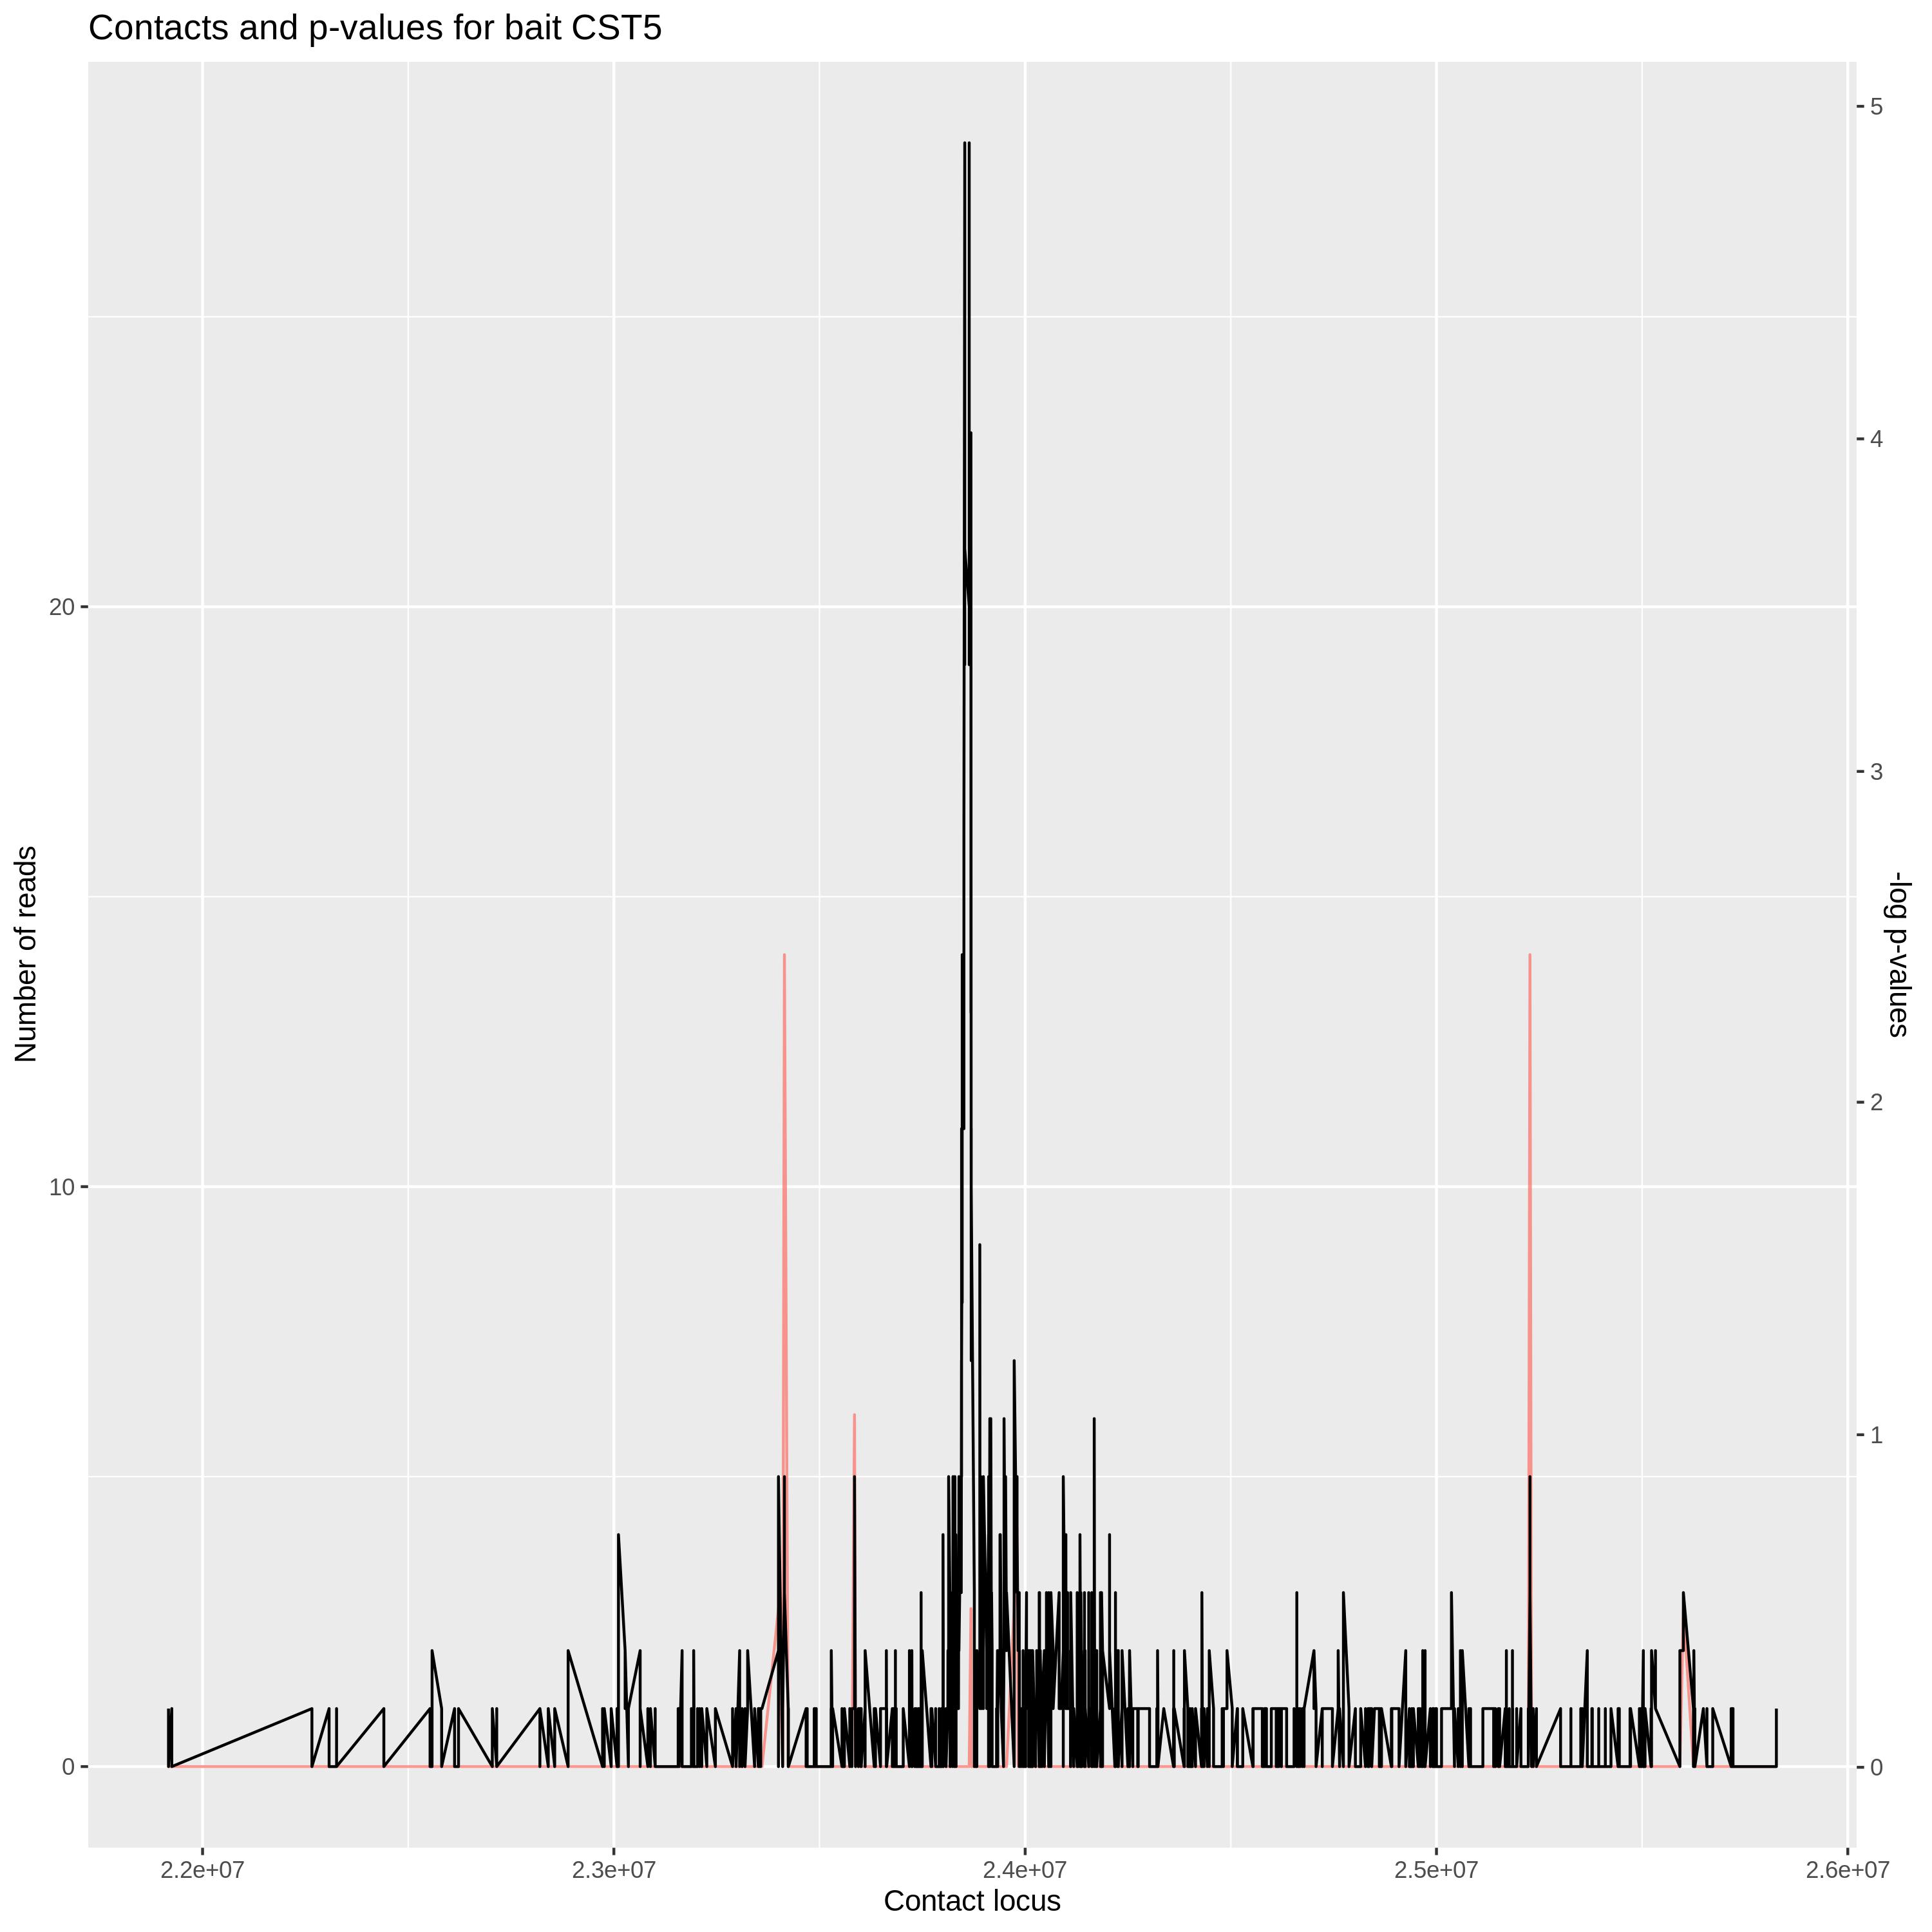 Contacts and p-values for bait CST5
Number of reads
20
10
0
5
4
3
2
1
0
-log p-values
2.2e+07 2.3e+07 2.4e+07 2.5e+07 2.6e+07
Contact locus